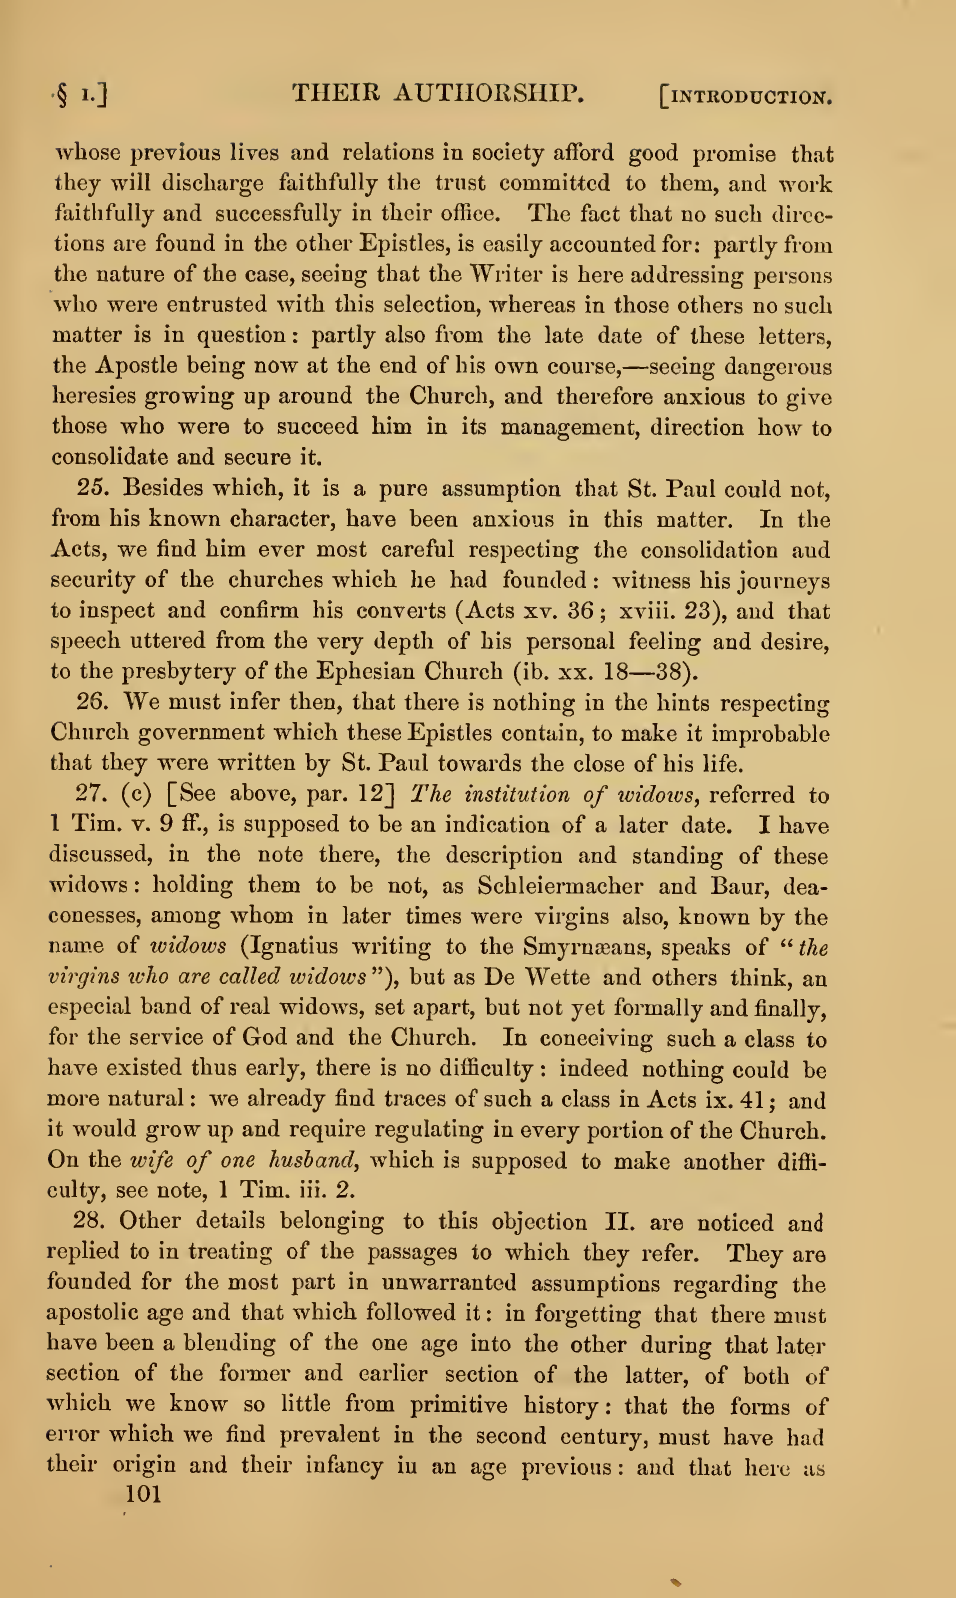 § I.] THEIR AUTHORSHIP. [INTRODUCTION.
whose previous lives and relations in society afford good promise that
they will discharge faithfully the trust committed to them, and work
faithfully and successfully in their office. The fact that no such direc-
tions are found in the other Epistles, is easily accounted for: partly from
the nature of the case, seeing that the Writer is here addressing persons
who were entrusted with this selection, whereas in those others no such
matter is in question : partly also from the late date of these letters,
the Apostle being now at the end of his own course,—seeing dangerous
heresies growing up around the Church, and therefore anxious to give
those who were to succeed him in its management, direction how to
consolidate and secure it.
25. Besides which, it is a pure assumption that St. Paul could not,
from his known character, have been anxious in this matter. In the
Acts, we find him ever most careful respecting the consolidation and
security of the churches which he had founded : witness his journeys
to inspect and confirm his converts (Acts xv. 36 ; xviii. 23), and that
speech uttered from the very depth of his personal feeling and desire,
to the presbytery of the Ephesian Church (ib. xx. 18—38).
26. We must infer then, that there is nothing in the hints respecting
Church government which these Epistles contain, to make it improbable
that they were written by St. Paul towards the close of his life.
27. (c) [See above, par. 12] The institution of widows, referred to
1 Tim. v. 9 ff., is supposed to be an indication of a later date. I have
discussed, in the note there, the description and standing of these
widows : holding them to be not, as Schleiermacher and Baur, dea-
conesses, among whom in later times were virgins also, known by the
name of widows (Ignatius writing to the Smyrnæans, speaks of “ the
virgins who are called widows ”), but as De Wette and others think, an
especial band of real widows, set apart, but not yet formally and finally,
for the service of God and the Church. In conceiving such a class to
have existed thus early, there is no difficulty : indeed nothing could be
more natural : we already find traces of such a class in Acts ix. 41 ; and
it would grow up and require regulating in every portion of the Church.
On the wife of one husband, which is supposed to make another diffi-
culty, see note, 1 Tim. iii. 2.
28. Other details belonging to this objection II. are noticed and
replied to in treating of the passages to which they refer. They are
founded for the most part in unwarranted assumptions regarding the
apostolic age and that which followed it : in forgetting that there must
have been a blending of the one age into the other during that later
section of the former and earlier section of the latter, of both of
which we know so little from primitive history : that the forms of
error which we find prevalent in the second century, must have had
their origin and their infancy in an age previous : and that here as
101